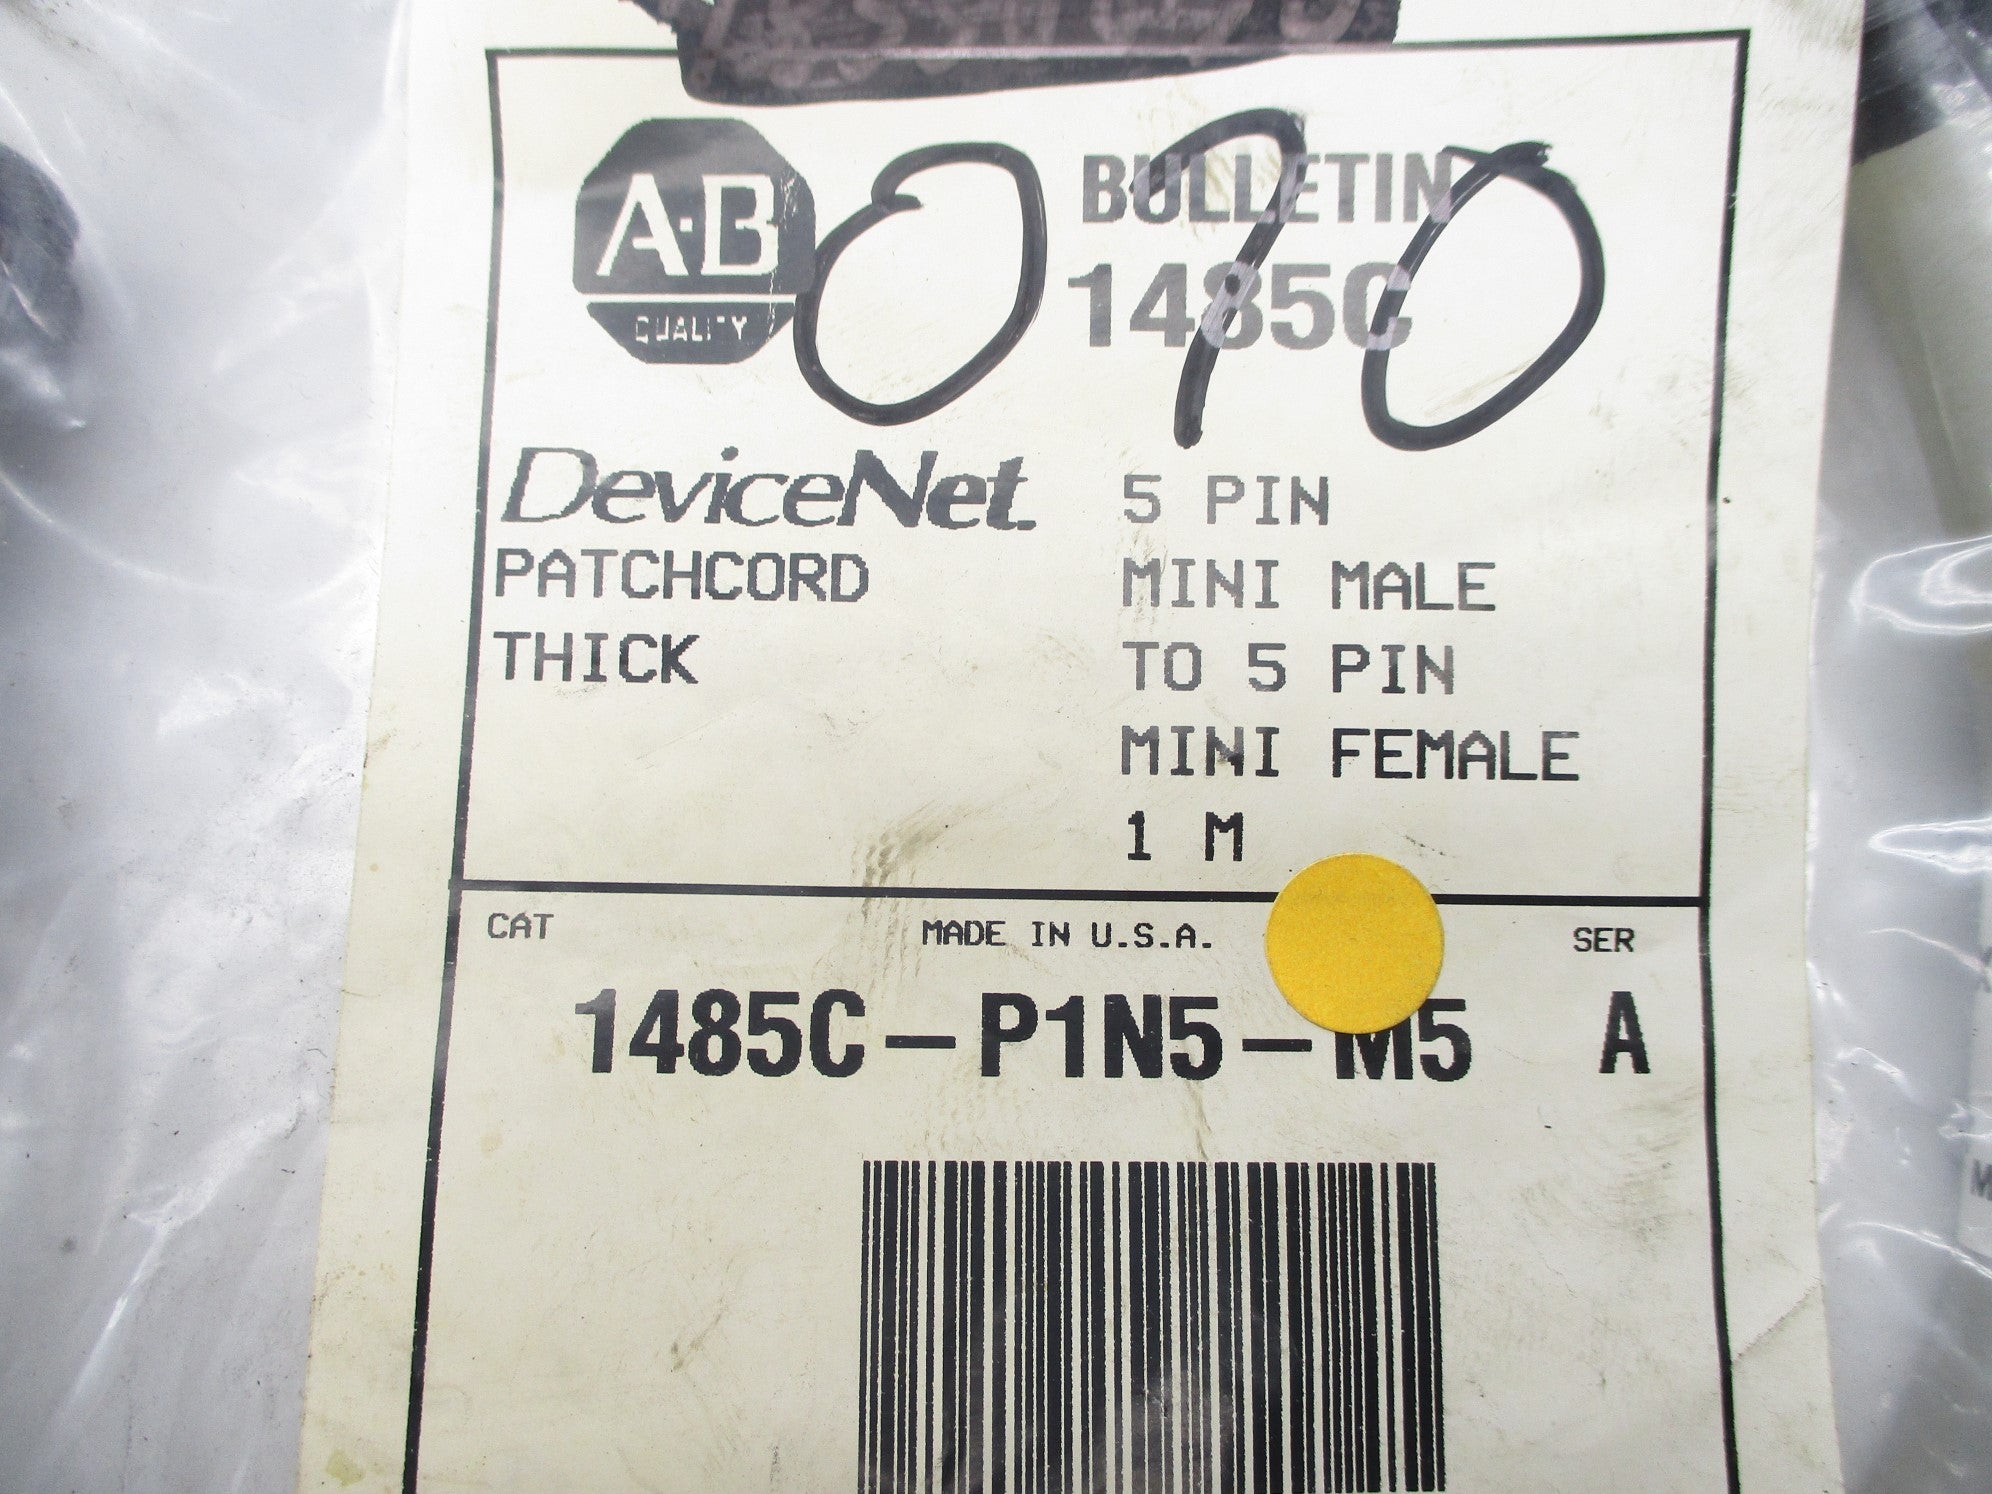 A-B
QUALITY
BULLETIN
1485C
070
DeviceNet.
PATCHCORD
THICK
5 PIN
MINI MALE
TO 5 PIN
MINI FEMALE
1 M
CAT
MADE IN U.S.A.
SER
1485C-P1N5-M5
A